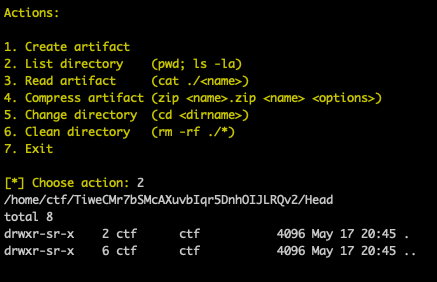 Actions:
1. Create artifact
2. List directory    (pwd; ls -la)
3. Read artifact     (cat ./<name>)
4. Compress artifact (zip <name>.zip <name> <options>)
5. Change directory  (cd <dirname>)
6. Clean directory   (rm -rf ./*)
7. Exit
[*] Choose action: 2
/home/ctf/TiweCMr7bSMcAXuvbIqr5DnhOIJLRQv2/Head
total 8
drwxr-sr-x    2 ctf      ctf           4096 May 17 20:45 .
drwxr-sr-x    6 ctf      ctf           4096 May 17 20:45 ..